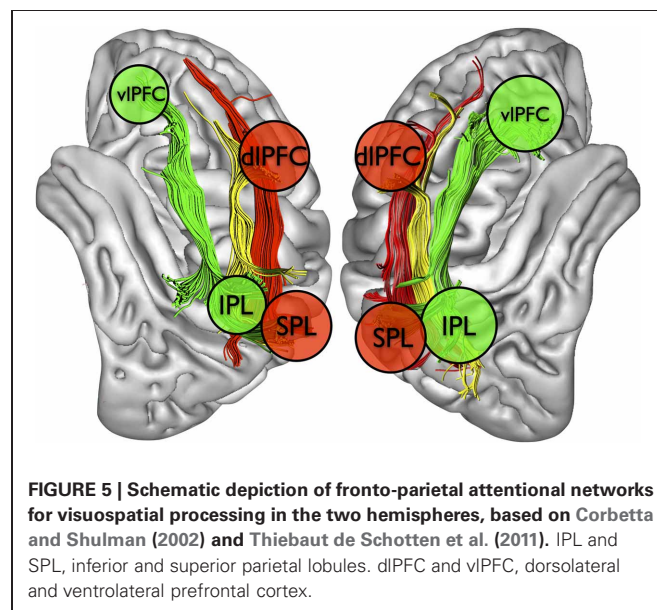 vlPFC
dlPFC
IPL
SPL
vlPFC
dlPFC
SPL
IPL
FIGURE 5 | Schematic depiction of fronto-parietal attentional networks
for visuospatial processing in the two hemispheres, based on Corbetta
and Shulman (2002) and Thiebaut de Schotten et al. (2011). IPL and
SPL, inferior and superior parietal lobules. dlPFC and vlPFC, dorsolateral
and ventrolateral prefrontal cortex.